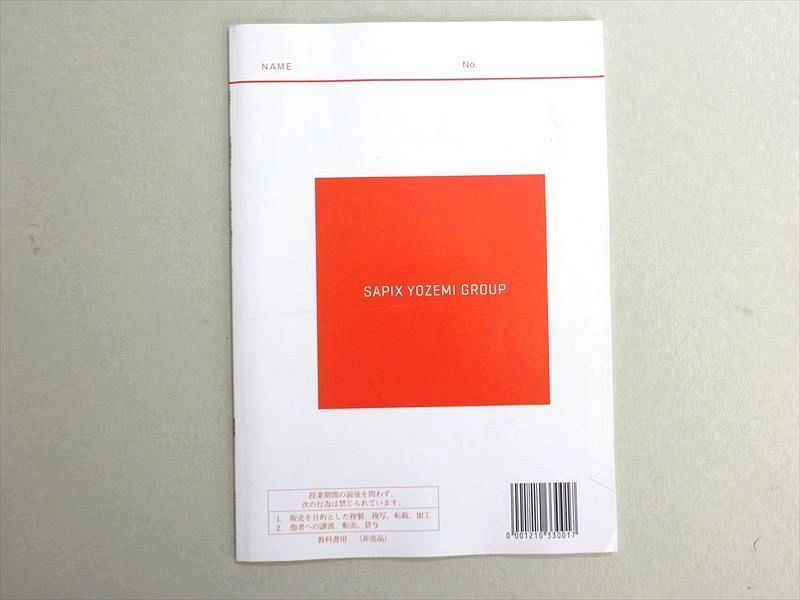 NAME No.
SAPIX YOZEMI GROUP
授業期間の前後を問わず、
次の行為は禁じられています。
1. 販売を目的とした複製、複写、転載、加工
2. 他者への譲渡、転売、貸与
教科書用 (非売品)
0 001210 330017